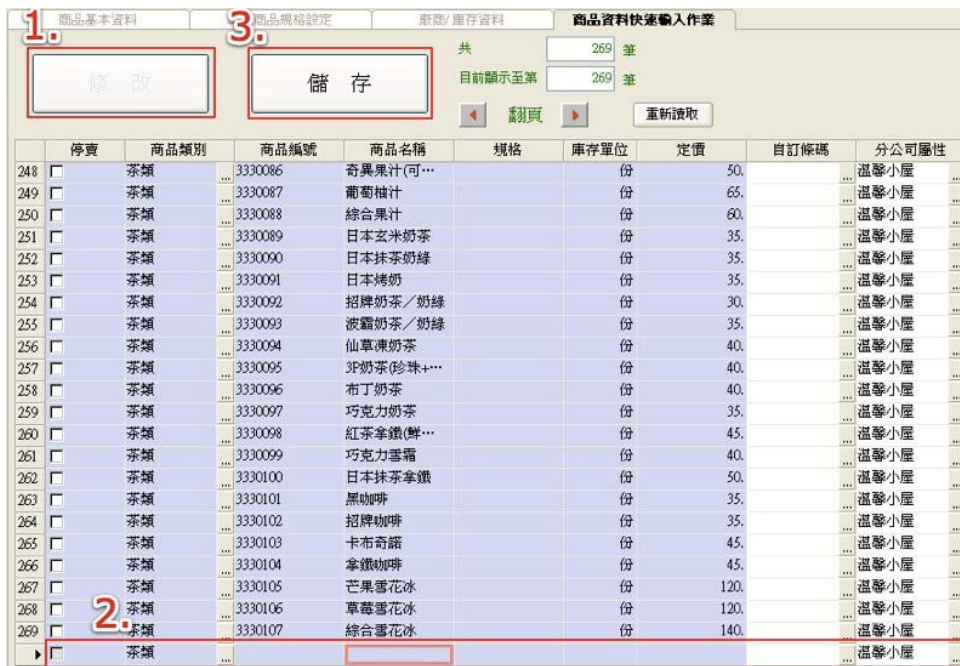 商品基本資料 商品規格設定 廠商/庫存資料 商品資料快速輸入作業
1. 3.
修 改 儲 存
共 269 筆
目前顯示至第 269 筆
翻頁 重新讀取
停賣 商品類別 商品編號 商品名稱 規格 庫存單位 定價 自訂條碼 分公司屬性
248 茶類 ... 3330086 奇異果汁(可… 份 50. ... 溫馨小屋 ...
249 茶類 ... 3330087 葡萄柚汁 份 65. ... 溫馨小屋 ...
250 茶類 ... 3330088 綜合果汁 份 60. ... 溫馨小屋 ...
251 茶類 ... 3330089 日本玄米奶茶 份 35. ... 溫馨小屋 ...
252 茶類 ... 3330090 日本抹茶奶綠 份 35. ... 溫馨小屋 ...
253 茶類 ... 3330091 日本烤奶 份 35. ... 溫馨小屋 ...
254 茶類 ... 3330092 招牌奶茶／奶綠 份 30. ... 溫馨小屋 ...
255 茶類 ... 3330093 波霸奶茶／奶綠 份 35. ... 溫馨小屋 ...
256 茶類 ... 3330094 仙草凍奶茶 份 40. ... 溫馨小屋 ...
257 茶類 ... 3330095 3P奶茶(珍珠+… 份 40. ... 溫馨小屋 ...
258 茶類 ... 3330096 布丁奶茶 份 40. ... 溫馨小屋 ...
259 茶類 ... 3330097 巧克力奶茶 份 35. ... 溫馨小屋 ...
260 茶類 ... 3330098 紅茶拿鐵(鮮… 份 45. ... 溫馨小屋 ...
261 茶類 ... 3330099 巧克力雪霜 份 40. ... 溫馨小屋 ...
262 茶類 ... 3330100 日本抹茶拿鐵 份 50. ... 溫馨小屋 ...
263 茶類 ... 3330101 黑咖啡 份 35. ... 溫馨小屋 ...
264 茶類 ... 3330102 招牌咖啡 份 35. ... 溫馨小屋 ...
265 茶類 ... 3330103 卡布奇諾 份 45. ... 溫馨小屋 ...
266 茶類 ... 3330104 拿鐵咖啡 份 45. ... 溫馨小屋 ...
267 茶類 ... 3330105 芒果雪花冰 份 120. ... 溫馨小屋 ...
268 茶類 ... 3330106 草莓雪花冰 份 120. ... 溫馨小屋 ...
269 2. 茶類 ... 3330107 綜合雪花冰 份 140. ... 溫馨小屋 ...
茶類 ... ... 溫馨小屋 ...